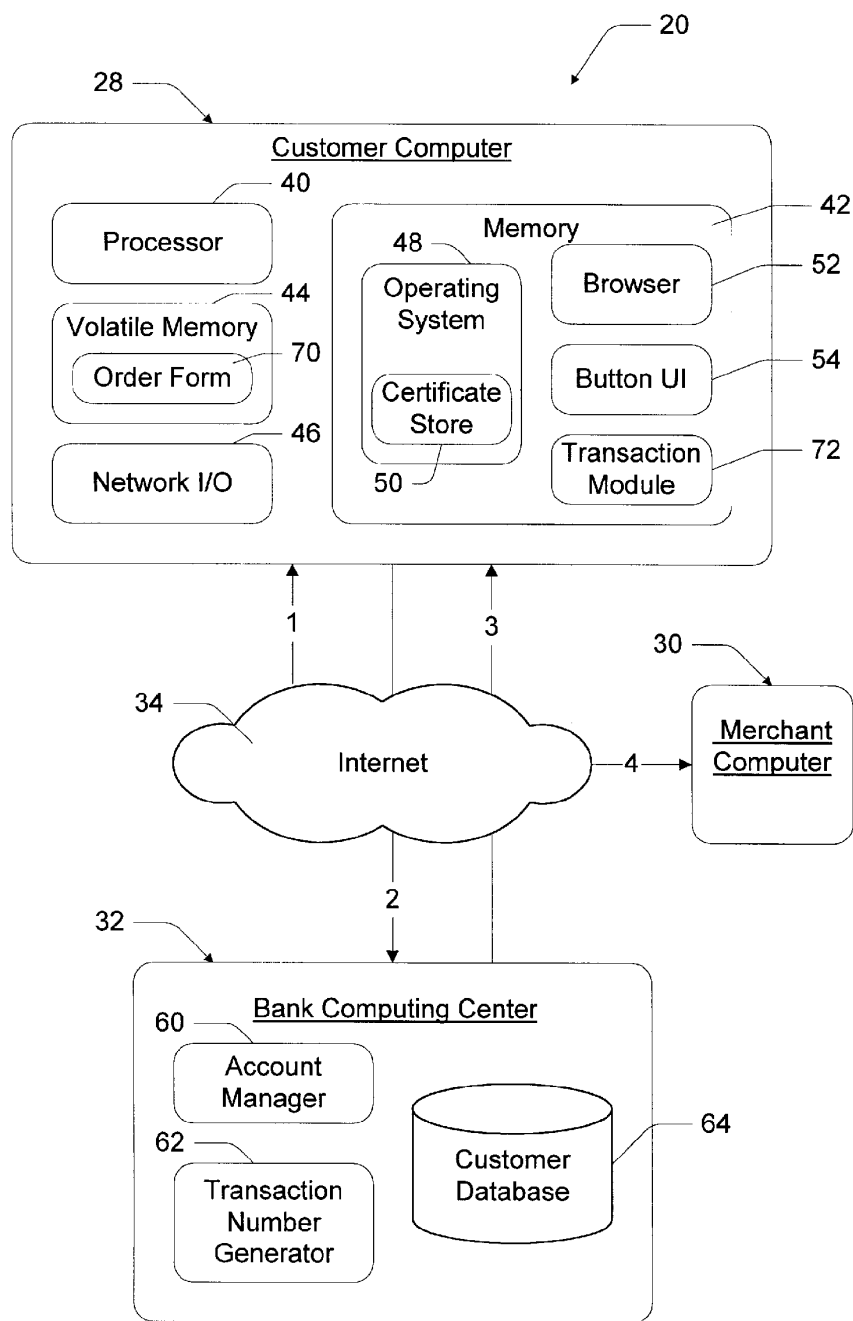 20
28
Customer Computer
40
Processor
44
Volatile Memory
70
Order Form
46
Network I/O
Memory
42
48
Operating
System
Certificate
Store
50
Browser
52
Button UI
54
Transaction
Module
72
1
3
34
Internet
4
30
Merchant
Computer
2
32
Bank Computing Center
60
Account
Manager
62
Transaction
Number
Generator
Customer
Database
64